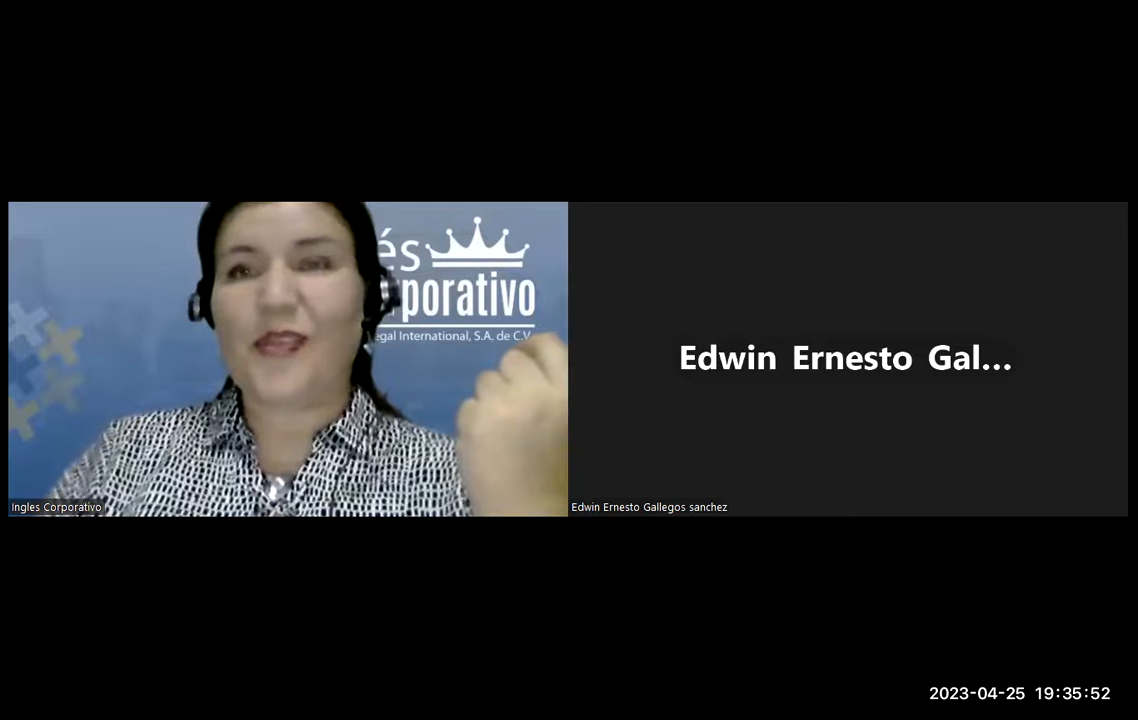 és
porativo
egal International, S.A. de C.V.
Ingles Corporativo
Edwin Ernesto Gal...
Edwin Ernesto Gallegos sanchez
2023-04-25 19:35:52